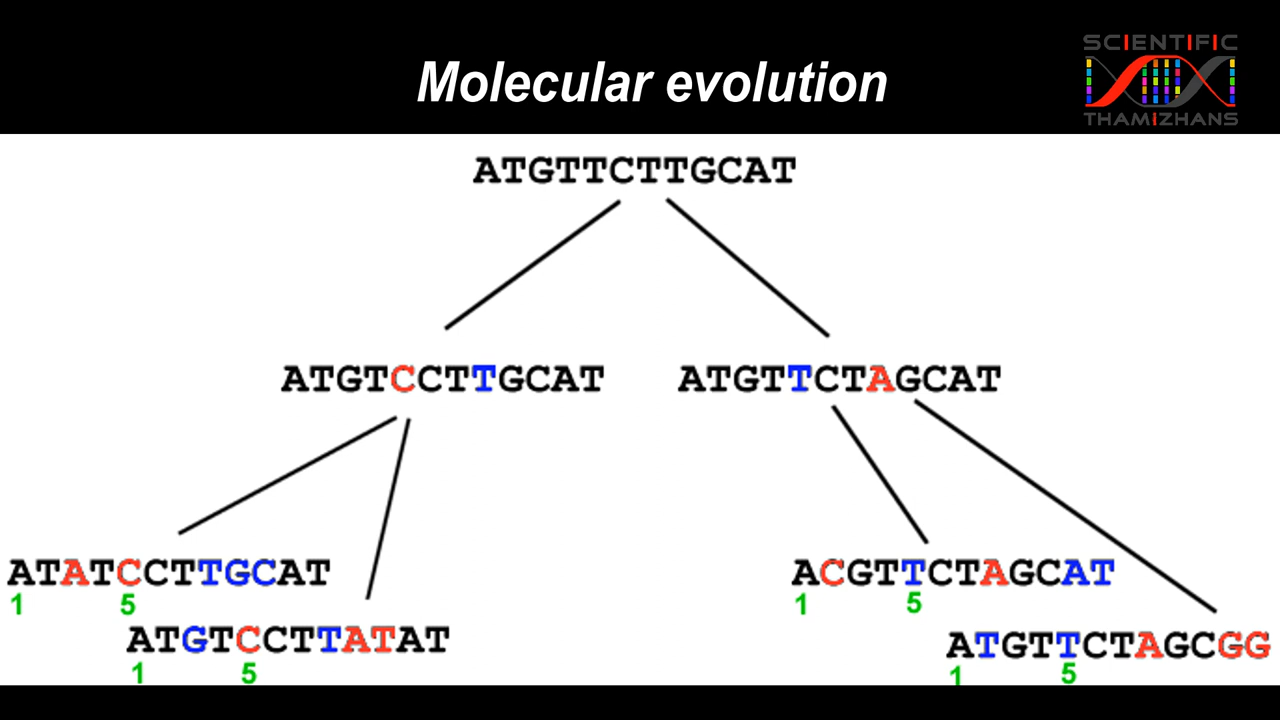 SCIENTIFIC
THAMIZHANS
Molecular evolution
ATGTTCTTGCAT
ATGTCCTTGCAT
ATGTTCTAGCAT
ATATCCTTGCAT
1 5
ATGTCCTTATAT
1 5
ACGTTCTAGCAT
1 5
ATGTTCTAGCGG
1 5